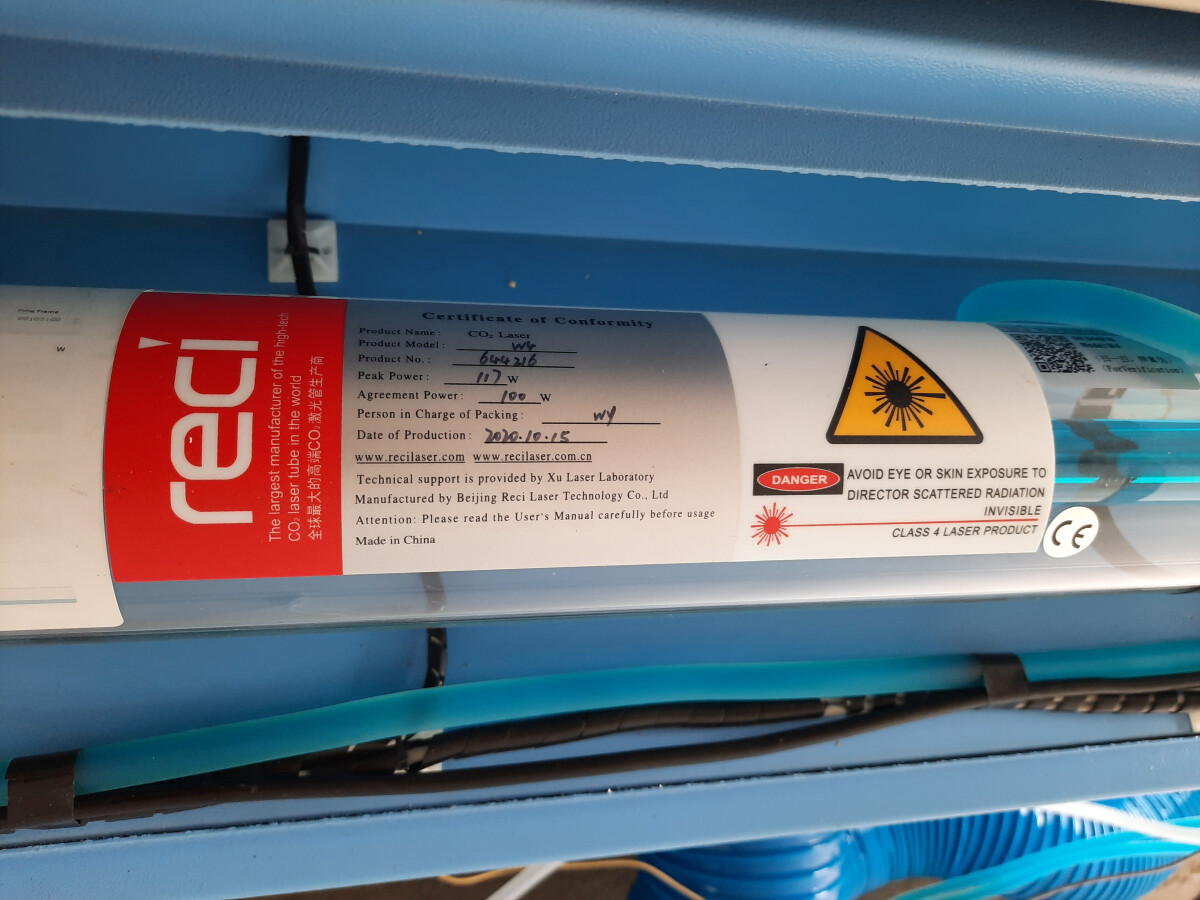 Time Frame
W
reci
The largest manufacturer of the high-tech
CO₂ laser tube in the world
全球最大的高端CO₂激光管生产商
Certificate of Conformity
Product Name: CO₂ Laser
Product Model: W4
Product No.: 644216
Peak Power: 117 W
Agreement Power: 100 W
Person in Charge of Packing: WY
Date of Production: 2020.10.15
www.recilaser.com www.recilaser.com.cn
Technical support is provided by Xu Laser Laboratory
Manufactured by Beijing Reci Laser Technology Co., Ltd
Attention: Please read the User's Manual carefully before usage
Made in China
DANGER
AVOID EYE OR SKIN EXPOSURE TO
DIRECTOR SCATTERED RADIATION
INVISIBLE
CLASS 4 LASER PRODUCT
CE
(ForVerification)